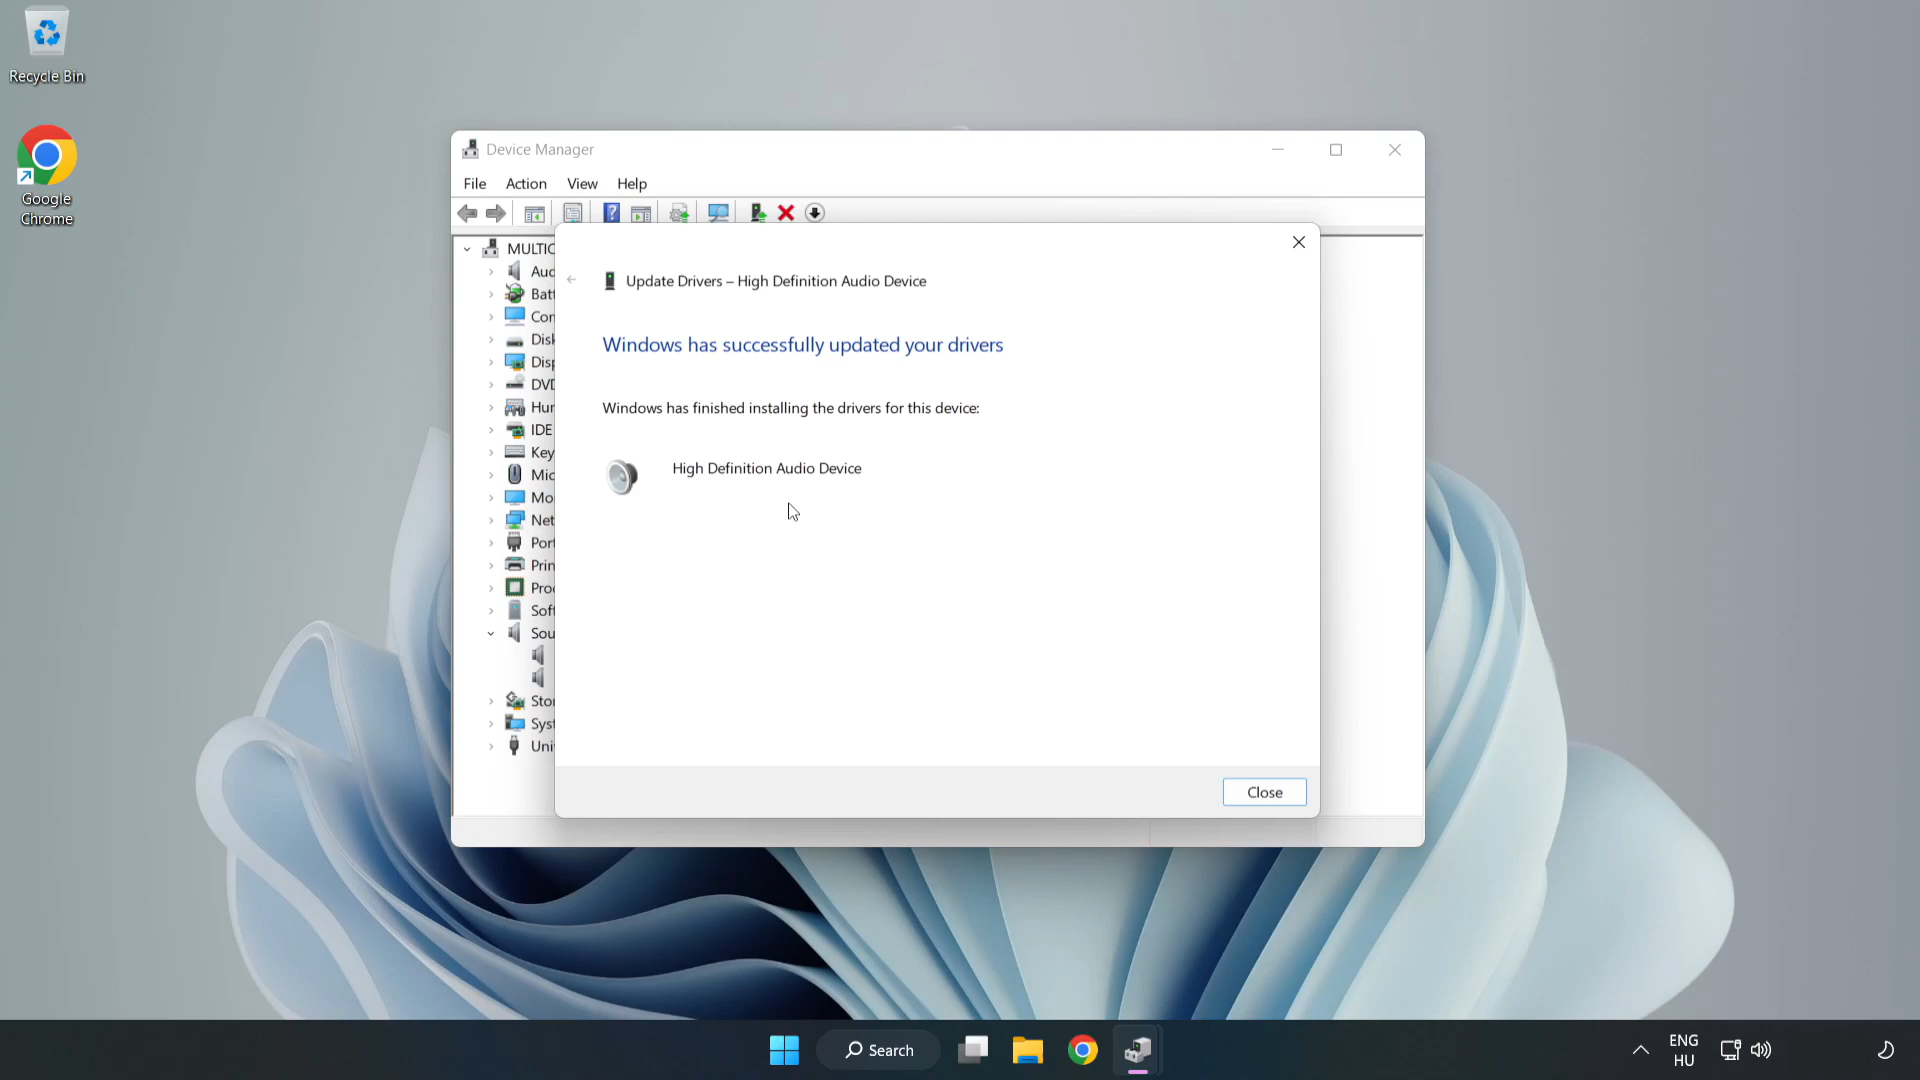 Recycle Bin
Google
Chrome
Device Manager
File Action View Help
Update Drivers – High Definition Audio Device
Windows has successfully updated your drivers
Windows has finished installing the drivers for this device:
High Definition Audio Device
Close
MULTIC
Aud
Batt
Con
Disk
Disp
DVD
Hur
IDE
Key
Mic
Mo
Net
Port
Prin
Proc
Soft
Sou
Stor
Syst
Uni
Search
ENG
HU